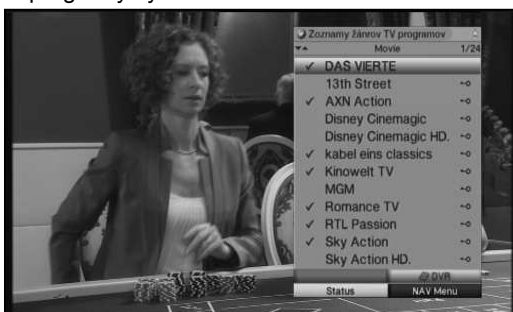 Zoznamy žánrov TV programov
Movie 1/24
✓ DAS VIERTE
13th Street
✓ AXN Action
Disney Cinemagic
Disney Cinemagic HD.
✓ kabel eins classics
✓ Kinowelt TV
MGM
✓ Romance TV
✓ RTL Passion
✓ Sky Action
Sky Action HD.
DVR
Status NAV Menu